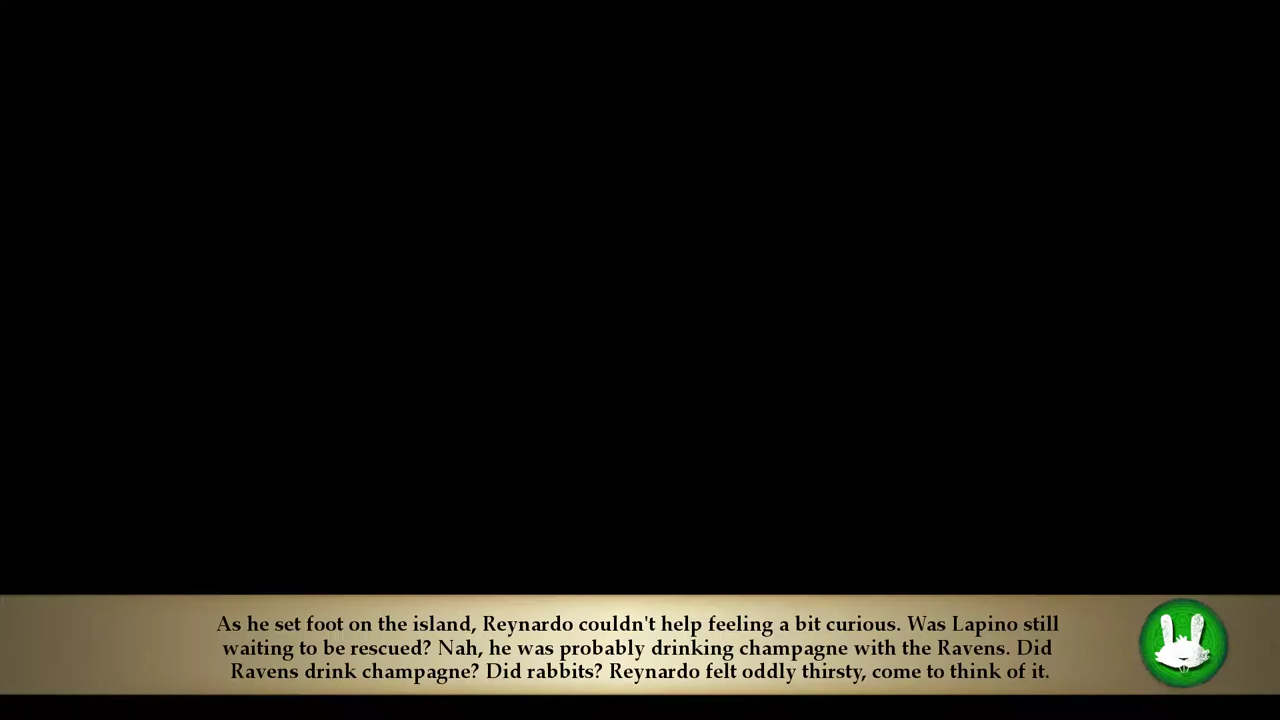 As he set foot on the island, Reynardo couldn't help feeling a bit curious. Was Lapino still
waiting to be rescued? Nah, he was probably drinking champagne with the Ravens. Did
Ravens drink champagne? Did rabbits? Reynardo felt oddly thirsty, come to think of it.